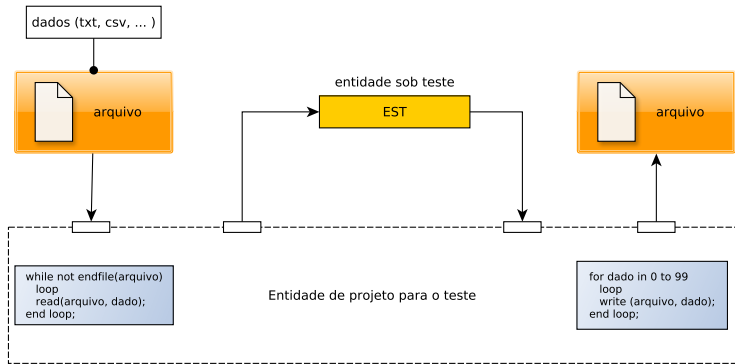 dados (txt, csv, ... )
arquivo
entidade sob teste
EST
arquivo
while not endfile(arquivo)
loop
read(arquivo, dado);
end loop;
Entidade de projeto para o teste
for dado in 0 to 99
loop
write (arquivo, dado);
end loop;